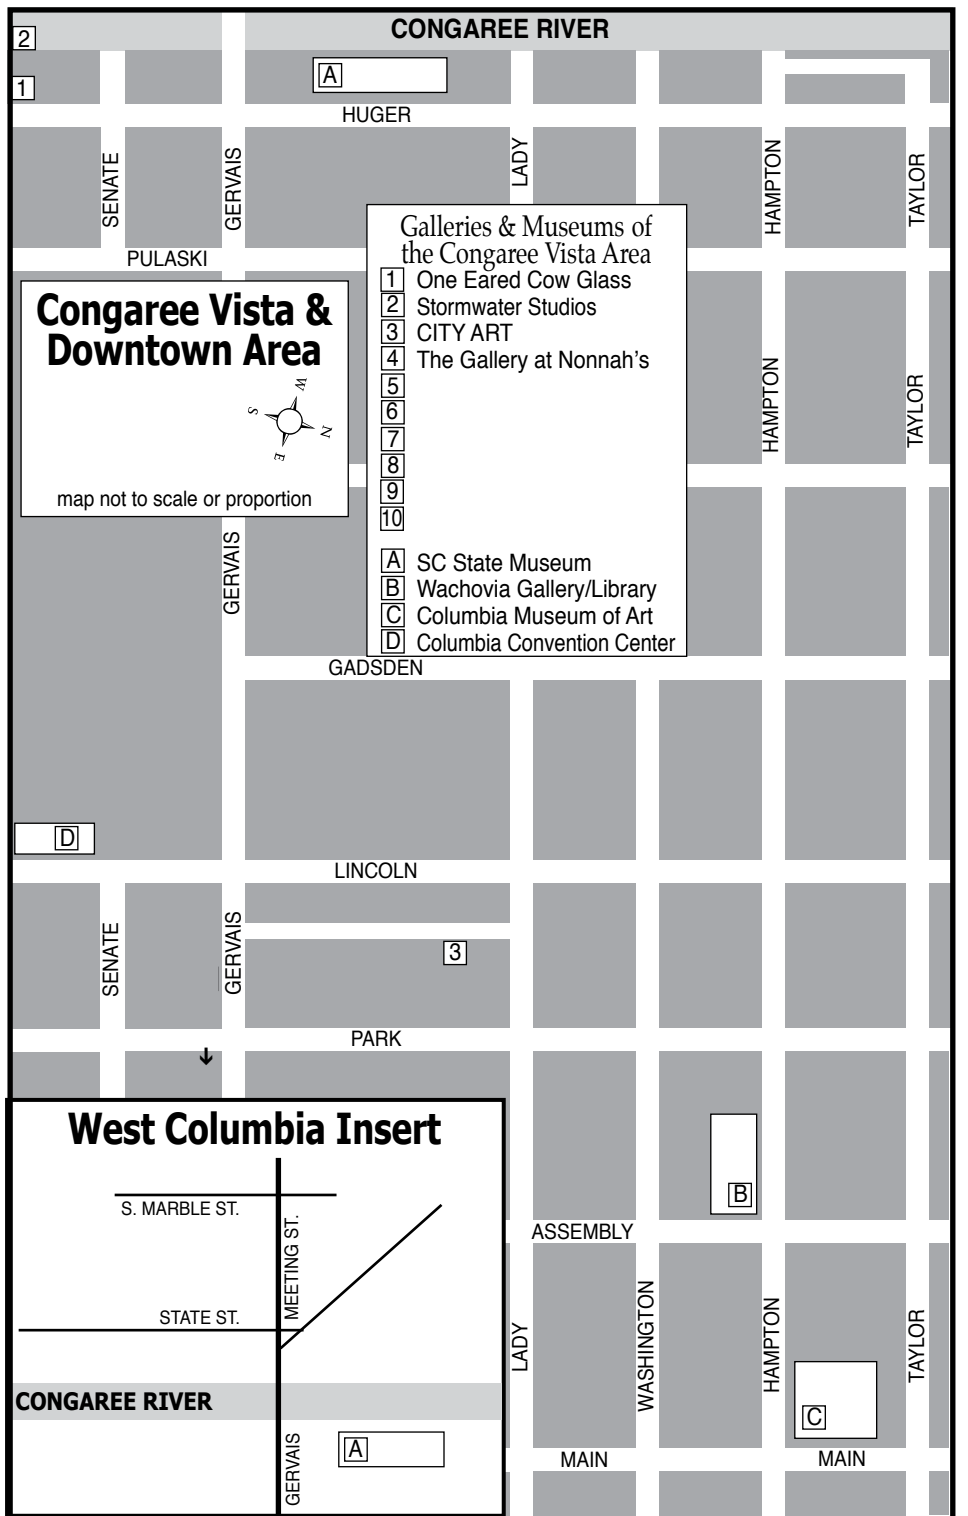 CONGAREE RIVER
2
1
A
HUGER
SENATE
GERVAIS
LADY
HAMPTON
TAYLOR
PULASKI
Galleries & Museums of
the Congaree Vista Area
1 One Eared Cow Glass
2 Stormwater Studios
3 CITY ART
4 The Gallery at Nonnah's
5
6
7
8
9
10
A SC State Museum
B Wachovia Gallery/Library
C Columbia Museum of Art
D Columbia Convention Center
Congaree Vista &
Downtown Area
W
S
N
E
map not to scale or proportion
HAMPTON
TAYLOR
GERVAIS
GADSDEN
D
LINCOLN
SENATE
GERVAIS
3
PARK
West Columbia Insert
S. MARBLE ST.
MEETING ST.
STATE ST.
CONGAREE RIVER
A
GERVAIS
B
ASSEMBLY
LADY
WASHINGTON
HAMPTON
TAYLOR
C
MAIN
MAIN